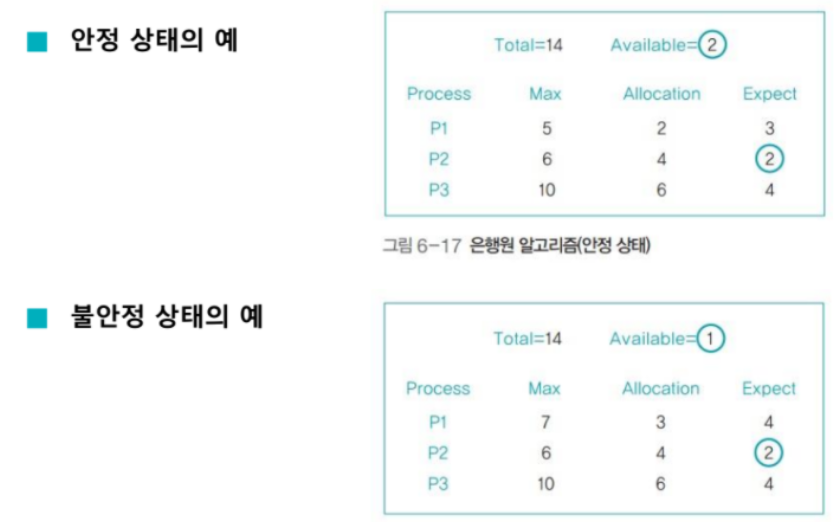 안정 상태의 예
Total=14 Available=2
Process Max Allocation Expect
P1 5 2 3
P2 6 4 2
P3 10 6 4
그림 6-17 은행원 알고리즘(안정 상태)
불안정 상태의 예
Total=14 Available=1
Process Max Allocation Expect
P1 7 3 4
P2 6 4 2
P3 10 6 4